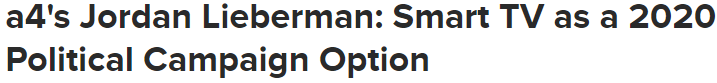 a4's Jordan Lieberman: Smart TV as a 2020
Political Campaign Option